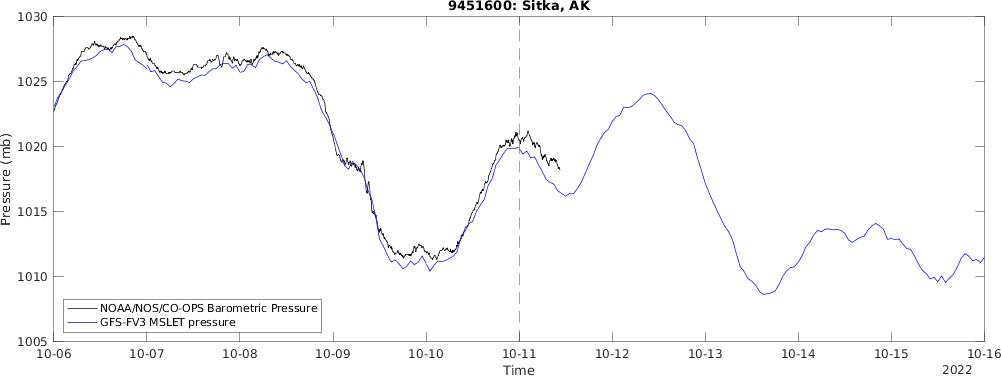 9451600: Sitka, AK
Pressure (mb)
1030
1025
1020
1015
1010
1005
NOAA/NOS/CO-OPS Barometric Pressure
GFS-FV3 MSLET pressure
10-06 10-07 10-08 10-09 10-10 10-11 10-12 10-13 10-14 10-15 10-16
Time
2022